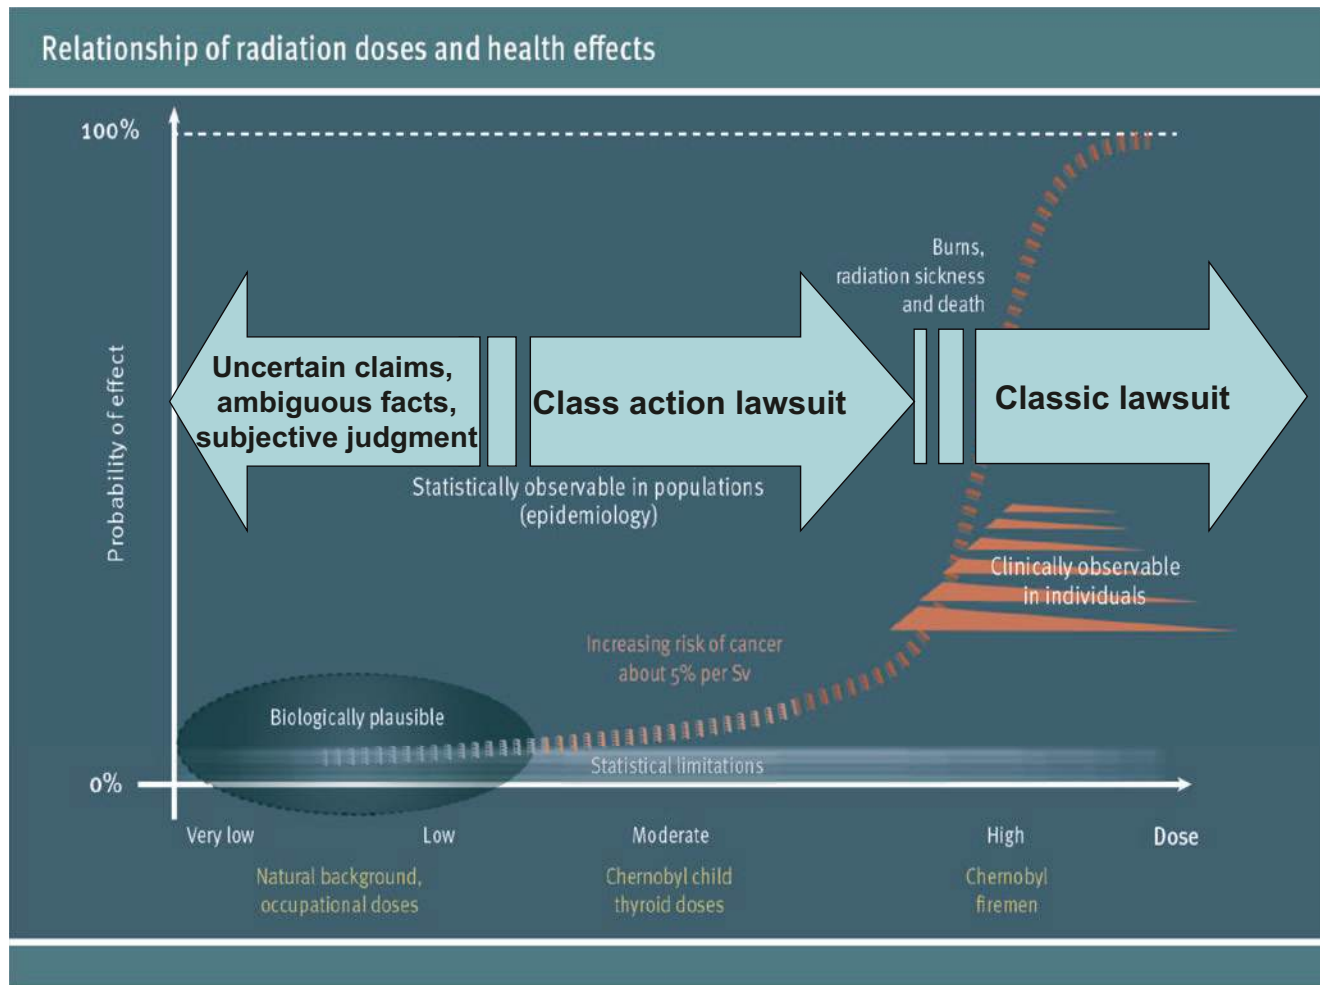 Relationship of radiation doses and health effects
100%
Burns,
radiation sickness
and death
Probability of effect
Uncertain claims,
ambiguous facts,
subjective judgment
Class action lawsuit
Classic lawsuit
Statistically observable in populations
(epidemiology)
Clinically observable
in individuals
Increasing risk of cancer
about 5% per Sv
Biologically plausible
Statistical limitations
0%
Very low
Low
Moderate
High
Dose
Natural background,
occupational doses
Chernobyl child
thyroid doses
Chernobyl
firemen